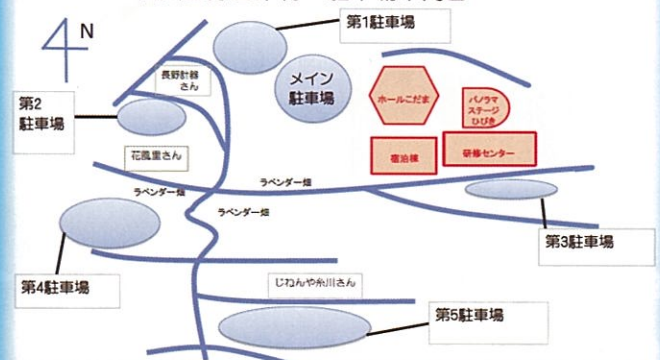 N
第1駐車場
長野計器
さん
メイン
駐車場
ホールこだま
パノラマ
ステージ
ひびき
第2
駐車場
花風里さん
宿泊棟
研修センター
ラベンダー畑
ラベンダー畑
ラベンダー畑
第3駐車場
第4駐車場
じねんや糸川さん
第5駐車場